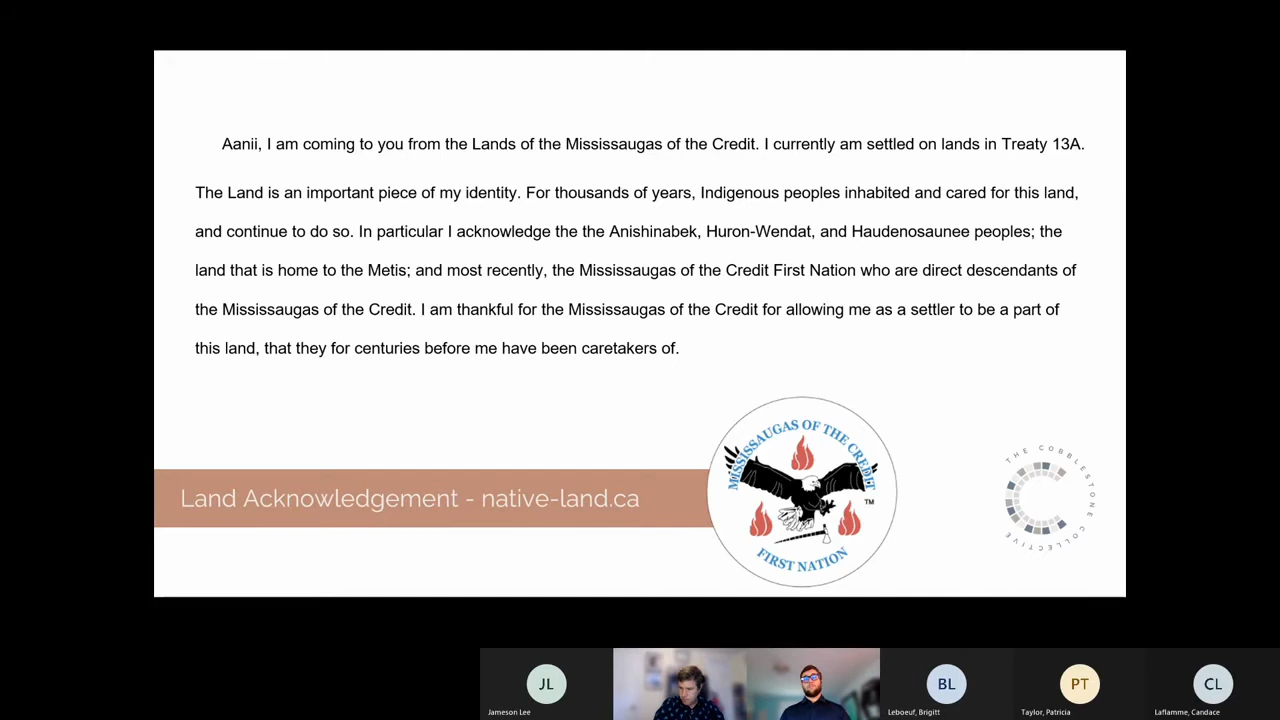 Aanii, I am coming to you from the Lands of the Mississaugas of the Credit. I currently am settled on lands in Treaty 13A.
The Land is an important piece of my identity. For thousands of years, Indigenous peoples inhabited and cared for this land,
and continue to do so. In particular I acknowledge the the Anishinabek, Huron-Wendat, and Haudenosaunee peoples; the
land that is home to the Metis; and most recently, the Mississaugas of the Credit First Nation who are direct descendants of
the Mississaugas of the Credit. I am thankful for the Mississaugas of the Credit for allowing me as a settler to be a part of
this land, that they for centuries before me have been caretakers of.
Land Acknowledgement - native-land.ca
MISSISSAUGAS OF THE CREDIT
TM
FIRST NATION
THE COBBLESTONE COLLECTIVE
JL
BL
PT
CL
Jameson Lee
Leboeuf, Brigitt
Taylor, Patricia
Laflamme, Candace